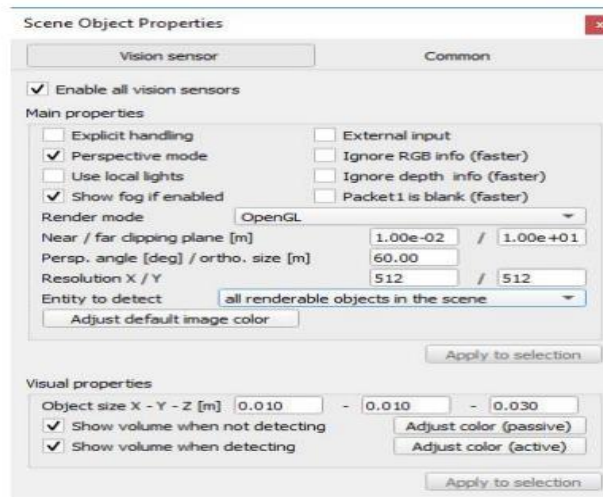 Scene Object Properties
x
Vision sensor Common
Enable all vision sensors
Main properties
Explicit handling External input
Perspective mode Ignore RGB info (faster)
Use local lights Ignore depth info (faster)
Show fog if enabled Packet1 is blank (faster)
Render mode OpenGL
Near / far clipping plane [m] 1.00e-02 / 1.00e+01
Persp. angle [deg] / ortho. size [m] 60.00
Resolution X / Y 512 / 512
Entity to detect all renderable objects in the scene
Adjust default image color
Apply to selection
Visual properties
Object size X - Y - Z [m] 0.010 - 0.010 - 0.030
Show volume when not detecting Adjust color (passive)
Show volume when detecting Adjust color (active)
Apply to selection